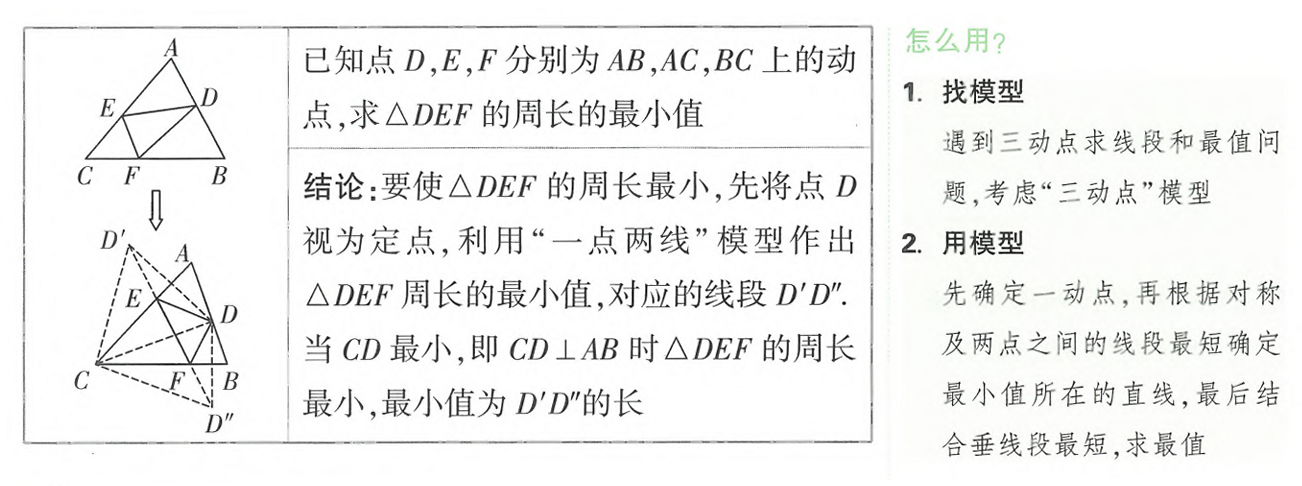 A
E
D
C
F
B
D′
A
E
D
C
F
B
D″
已知点 D,E,F 分别为 AB,AC,BC 上的动
点,求△DEF 的周长的最小值
结论:要使△DEF 的周长最小,先将点 D
视为定点,利用“一点两线”模型作出
△DEF 周长的最小值,对应的线段 D′D″.
当 CD 最小,即 CD⊥AB 时△DEF 的周长
最小,最小值为 D′D″的长
怎么用?
1. 找模型
遇到三动点求线段和最值问
题,考虑“三动点”模型
2. 用模型
先确定一动点,再根据对称
及两点之间的线段最短确定
最小值所在的直线,最后结
合垂线段最短,求最值